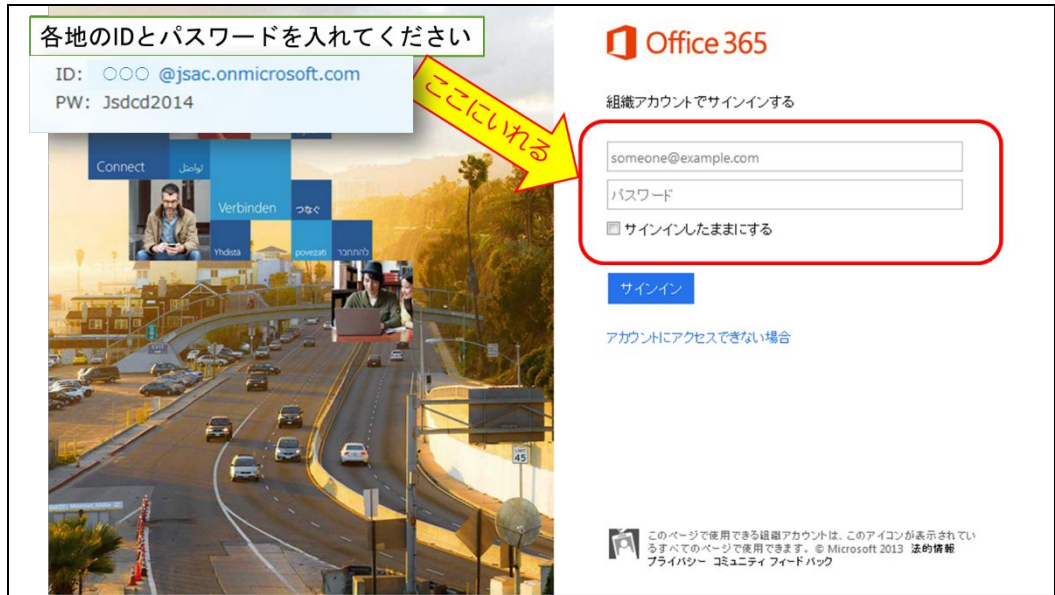 各地のIDとパスワードを入れてください
ID: ○○○ @jsac.onmicrosoft.com
PW: Jsdcd2014
ここにいれる
Connect
تواصل
Verbinden
つなぐ
Yhdistä
povezati
להתחבר
LIMIT
45
Office 365
組織アカウントでサインインする
someone@example.com
パスワード
サインインしたままにする
サインイン
アカウントにアクセスできない場合
このページで使用できる組織アカウントは、このアイコンが表示されてい
るすべてのページで使用できます。© Microsoft 2013 法的情報
プライバシー コミュニティ フィードバック